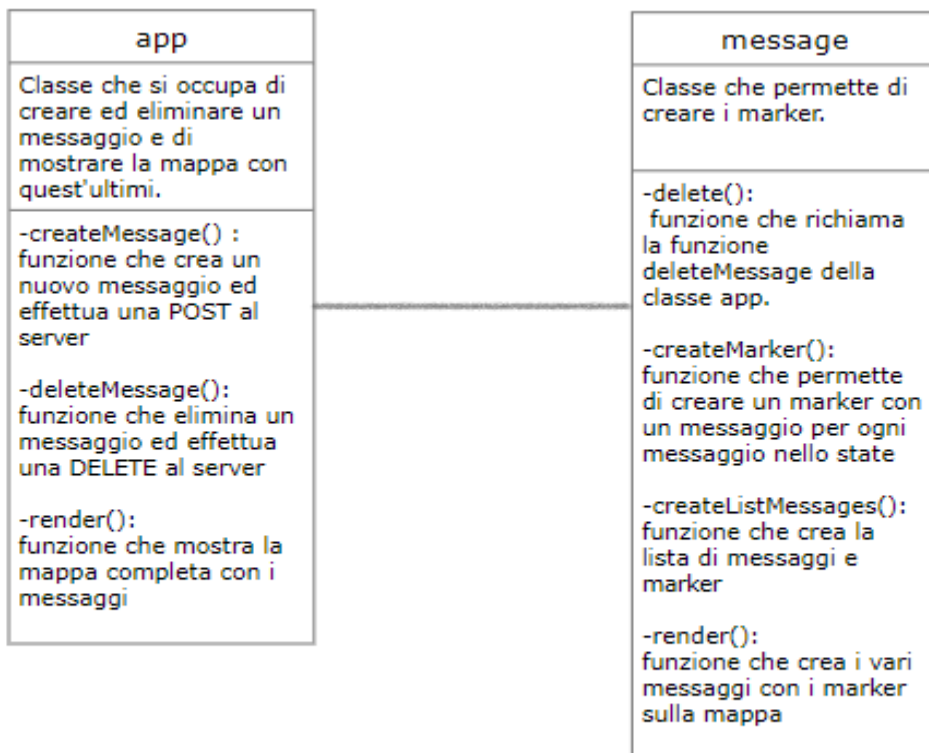 app
Classe che si occupa di
creare ed eliminare un
messaggio e di
mostrare la mappa con
quest'ultimi.
-createMessage() :
funzione che crea un
nuovo messaggio ed
effettua una POST al
server
-deleteMessage():
funzione che elimina un
messaggio ed effettua
una DELETE al server
-render():
funzione che mostra la
mappa completa con i
messaggi
message
Classe che permette di
creare i marker.
-delete():
funzione che richiama
la funzione
deleteMessage della
classe app.
-createMarker():
funzione che permette
di creare un marker con
un messaggio per ogni
messaggio nello state
-createListMessages():
funzione che crea la
lista di messaggi e
marker
-render():
funzione che crea i vari
messaggi con i marker
sulla mappa